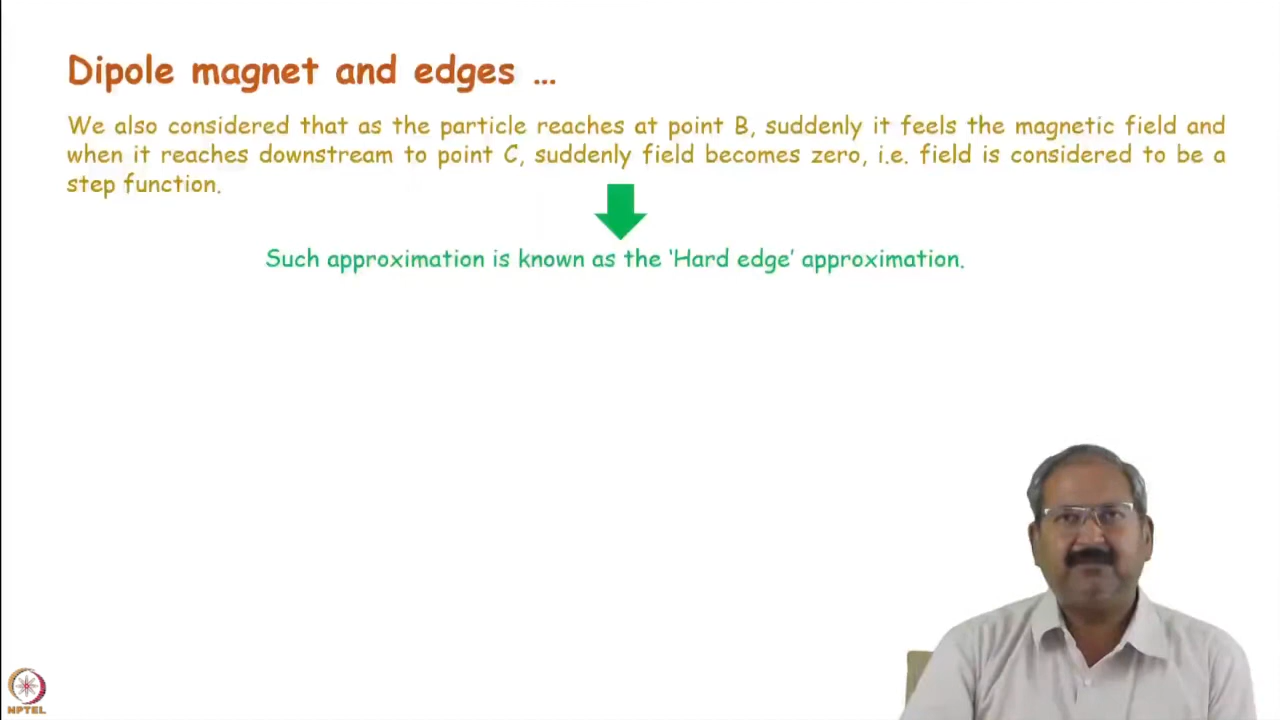 Dipole magnet and edges ...
We also considered that as the particle reaches at point B, suddenly it feels the magnetic field and
when it reaches downstream to point C, suddenly field becomes zero, i.e. field is considered to be a
step function.
Such approximation is known as the ‘Hard edge’ approximation.
NPTEL